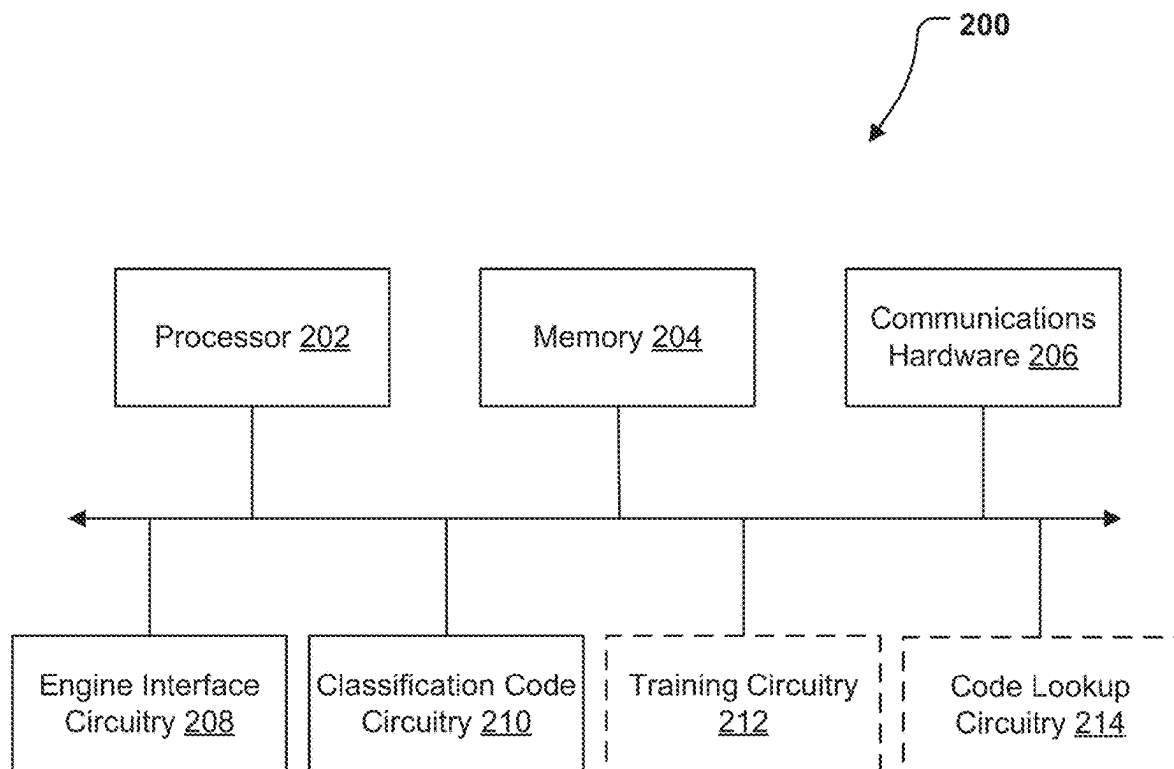 200
Processor 202
Memory 204
Communications
Hardware 206
Engine Interface
Circuitry 208
Classification Code
Circuitry 210
Training Circuitry
212
Code Lookup
Circuitry 214